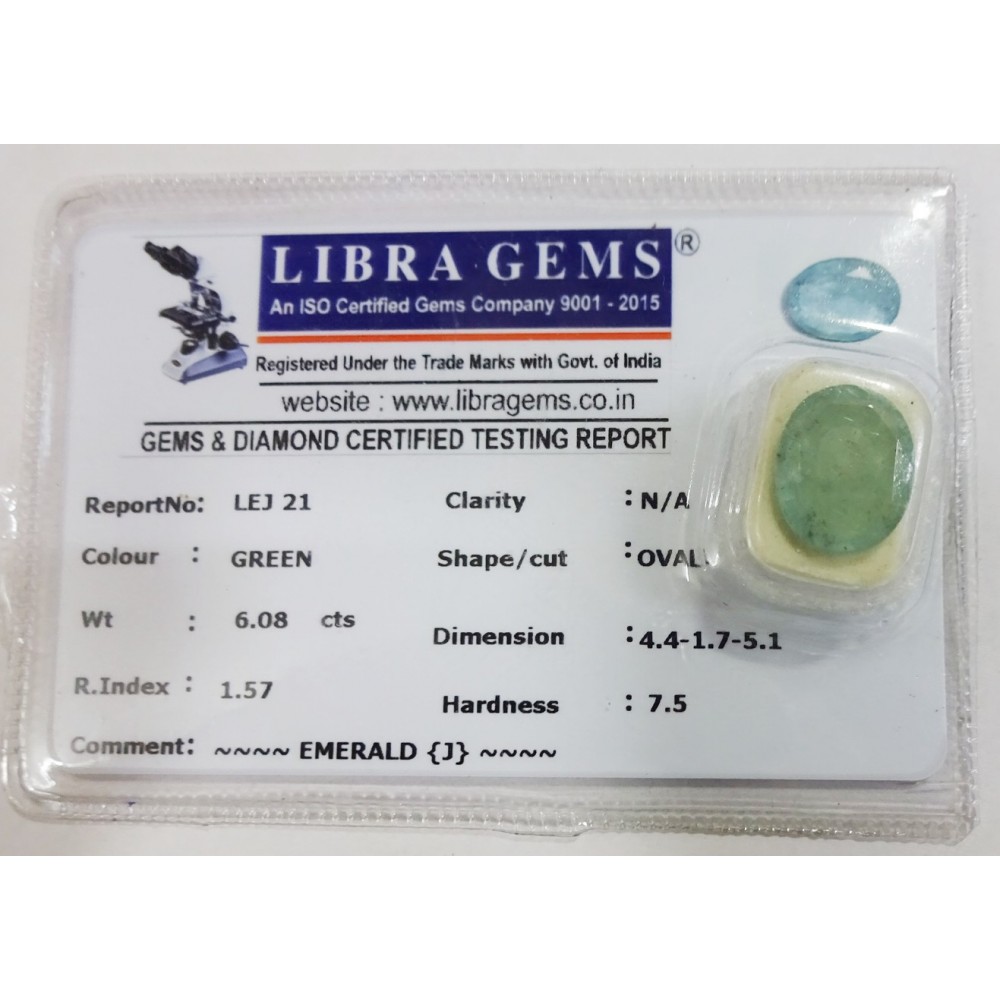 LIBRA GEMS ®
An ISO Certified Gems Company 9001 - 2015
Registered Under the Trade Marks with Govt. of India
website : www.libragems.co.in
GEMS & DIAMOND CERTIFIED TESTING REPORT
ReportNo: LEJ 21 Clarity : N/A
Colour : GREEN Shape/cut : OVAL
Wt : 6.08 cts Dimension : 4.4-1.7-5.1
R.Index : 1.57 Hardness : 7.5
Comment: ~~~~ EMERALD {J} ~~~~